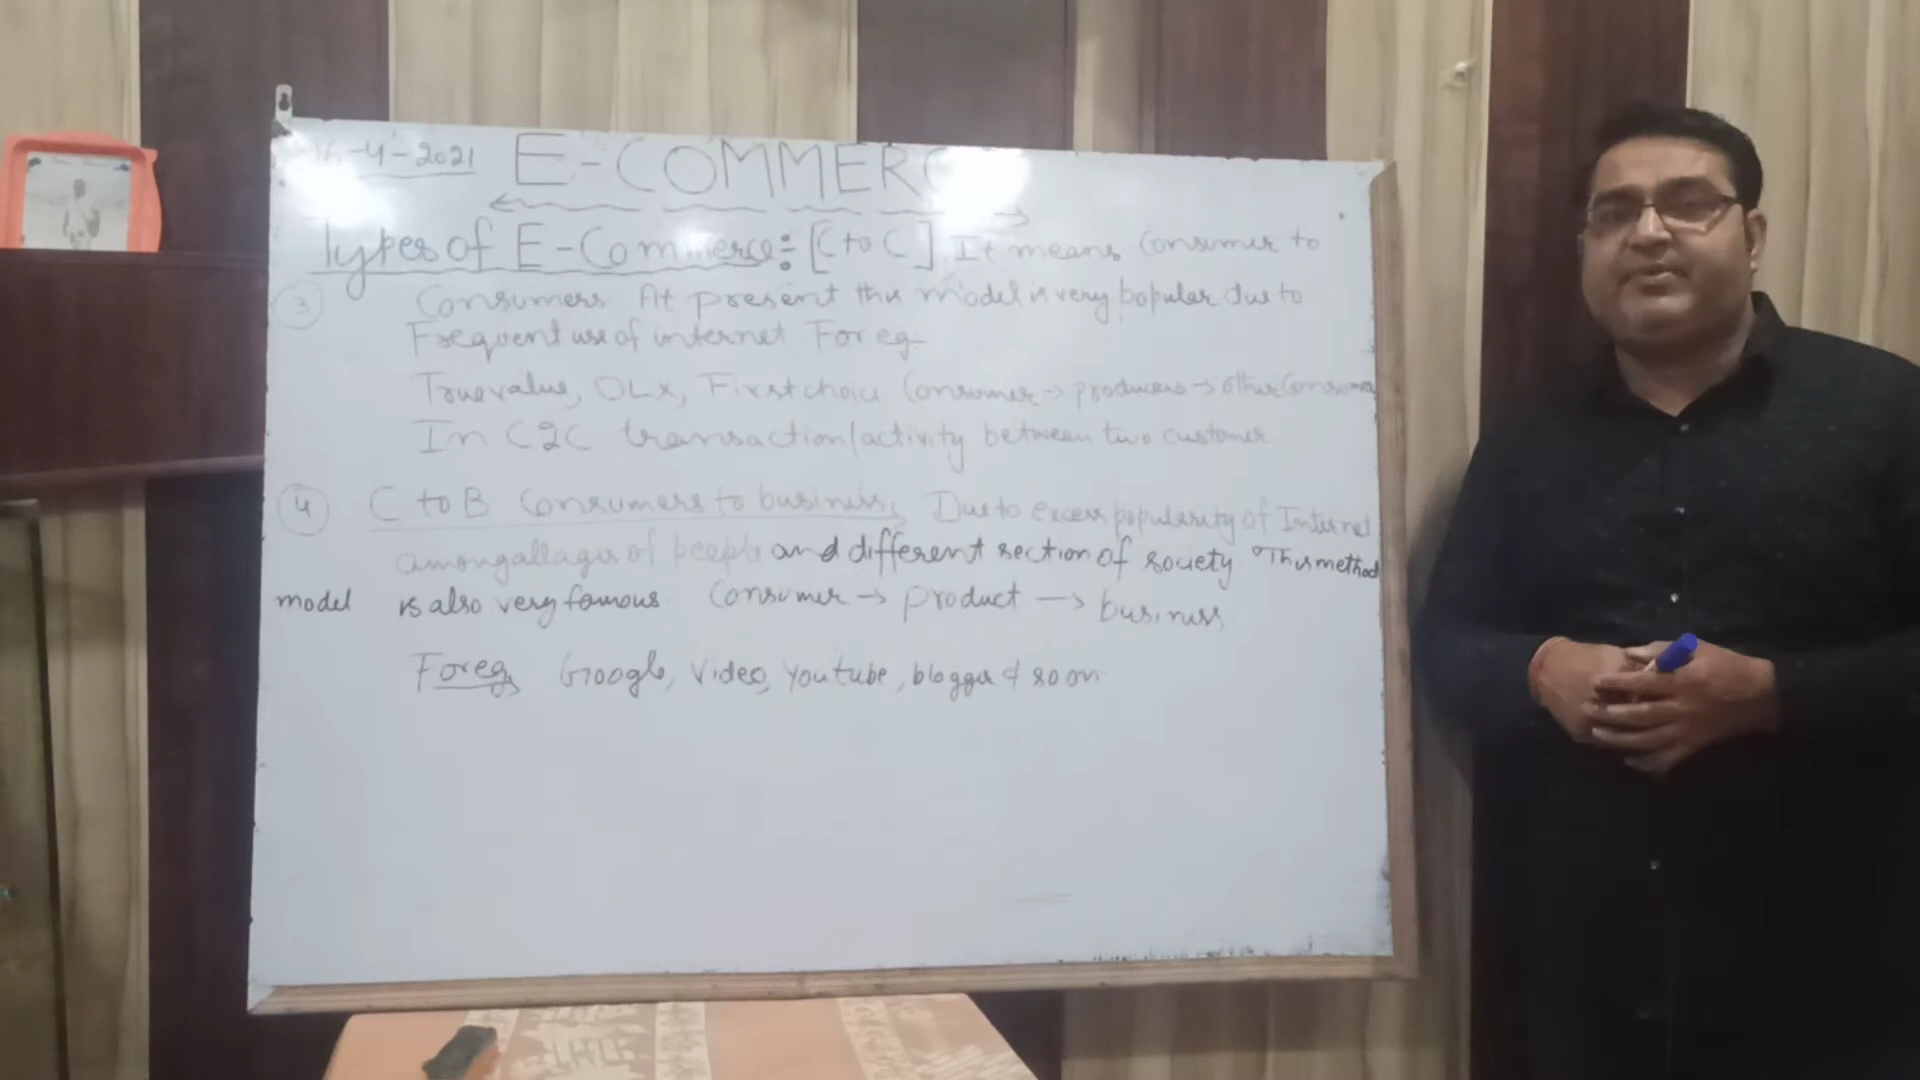 6-4-2021 E-COMMERC
Types of E-Commerce:- [C to C] It means Consumer to
3 Consumers. At present this model is very popular due to
Frequent use of internet For eg-
Truevalue, OLX, First choice Consumer → producers → other Consumer
In C2C transaction/activity between two customer
4 C to B Consumers to business, Due to excess popularity of Internet
among all ages of people and different section of society This method
model is also very famous. Consumer → product → business
For eg, Google, Video, Youtube, blogger & so on